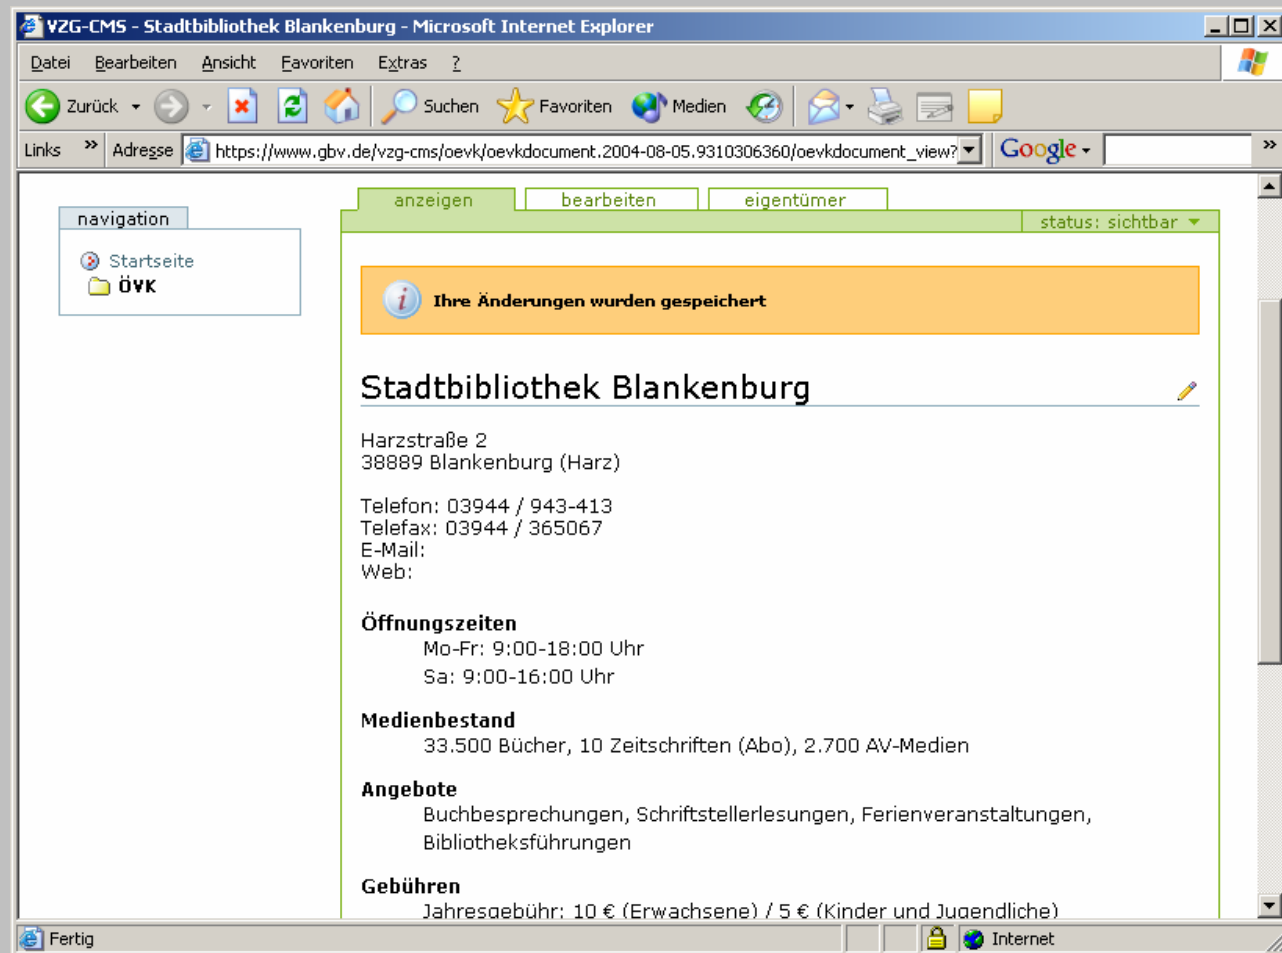 VZG-CMS - Stadtbibliothek Blankenburg - Microsoft Internet Explorer
Datei Bearbeiten Ansicht Favoriten Extras ?
Zurück Suchen Favoriten Medien
Links » Adresse https://www.gbv.de/vzg-cms/oevk/oevkdocument.2004-08-05.9310306360/oevkdocument_view? Google »
anzeigen bearbeiten eigentümer
navigation
status: sichtbar
Startseite
ÖVK
Ihre Änderungen wurden gespeichert
Stadtbibliothek Blankenburg
Harzstraße 2
38889 Blankenburg (Harz)
Telefon: 03944 / 943-413
Telefax: 03944 / 365067
E-Mail:
Web:
Öffnungszeiten
Mo-Fr: 9:00-18:00 Uhr
Sa: 9:00-16:00 Uhr
Medienbestand
33.500 Bücher, 10 Zeitschriften (Abo), 2.700 AV-Medien
Angebote
Buchbesprechungen, Schriftstellerlesungen, Ferienveranstaltungen,
Bibliotheksführungen
Gebühren
Jahresgebühr: 10 € (Erwachsene) / 5 € (Kinder und Jugendliche)
Fertig Internet